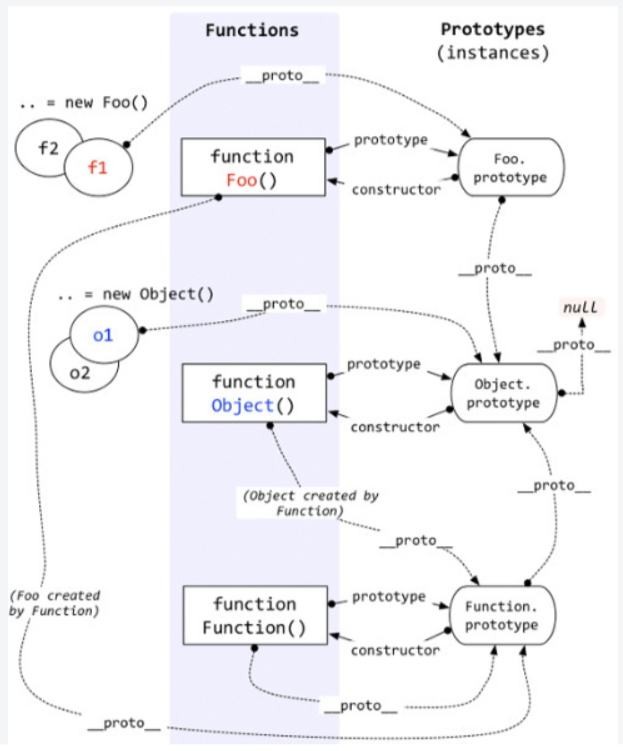 Functions
Prototypes
(instances)
__proto__
.. = new Foo()
f2
f1
function
Foo()
prototype
constructor
Foo.
prototype
__proto__
.. = new Object()
__proto__
null
__proto__
o1
o2
function
Object()
prototype
constructor
Object.
prototype
__proto__
(Object created by
Function)
__proto__
(Foo created
by Function)
function
Function()
prototype
constructor
Function.
prototype
__proto__
__proto__